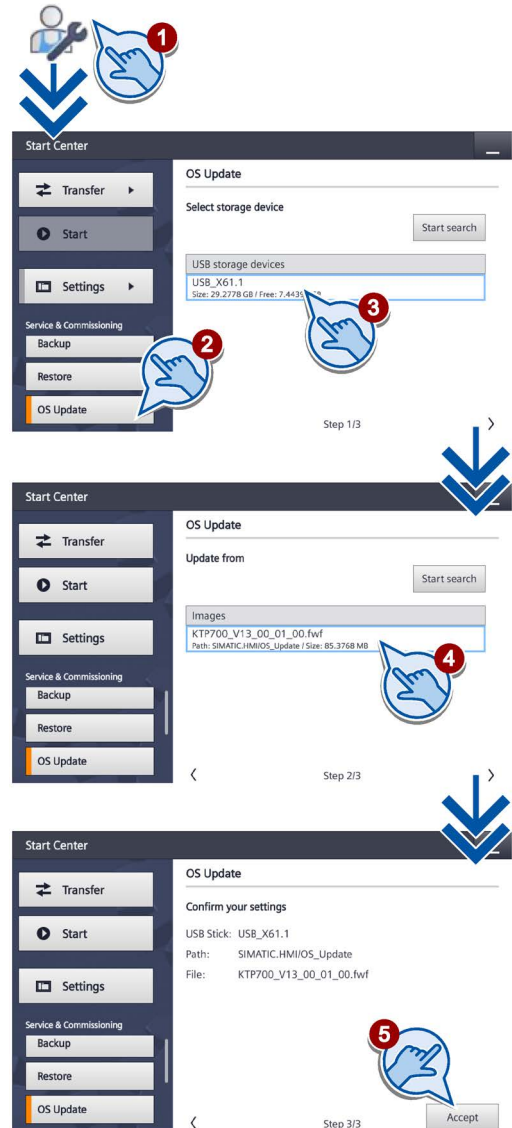 1
Start Center
OS Update
Transfer
Select storage device
Start search
Start
USB storage devices
USB_X61.1
Settings
Size: 29.2778 GB / Free: 7.4439
3
Service & Commissioning
2
Backup
Restore
OS Update
Step 1/3
Start Center
OS Update
Transfer
Update from
Start search
Start
Images
KTP700_V13_00_01_00.fwf
Settings
Path: SIMATIC.HMI/OS_Update / Size: 85.3768 MB
4
Service & Commissioning
Backup
Restore
OS Update
Step 2/3
Start Center
OS Update
Transfer
Confirm your settings
Start
USB Stick: USB_X61.1
Path: SIMATIC.HMI/OS_Update
File: KTP700_V13_00_01_00.fwf
Settings
Service & Commissioning
5
Backup
Restore
OS Update
Step 3/3
Accept